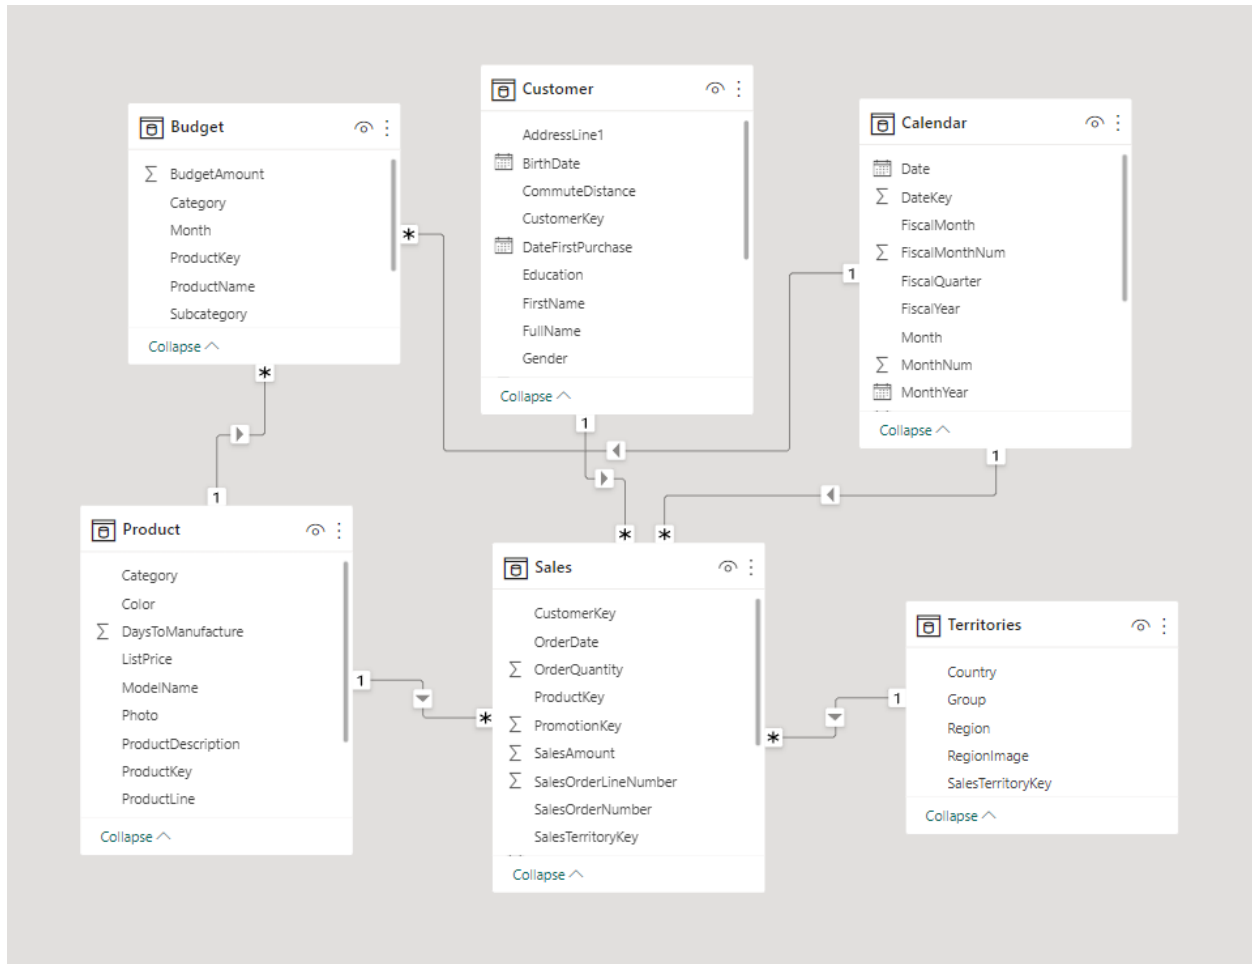 Budget
BudgetAmount
Category
Month
ProductKey
ProductName
Subcategory
Collapse
*
*
Customer
AddressLine1
BirthDate
CommuteDistance
CustomerKey
DateFirstPurchase
Education
FirstName
FullName
Gender
Collapse
1
Calendar
Date
DateKey
FiscalMonth
FiscalMonthNum
FiscalQuarter
FiscalYear
Month
MonthNum
MonthYear
Collapse
1
1
1
Product
Category
Color
DaysToManufacture
ListPrice
ModelName
Photo
ProductDescription
ProductKey
ProductLine
Collapse
1
*
*
*
Sales
CustomerKey
OrderDate
OrderQuantity
ProductKey
PromotionKey
SalesAmount
SalesOrderLineNumber
SalesOrderNumber
SalesTerritoryKey
Collapse
*
1
Territories
Country
Group
Region
RegionImage
SalesTerritoryKey
Collapse